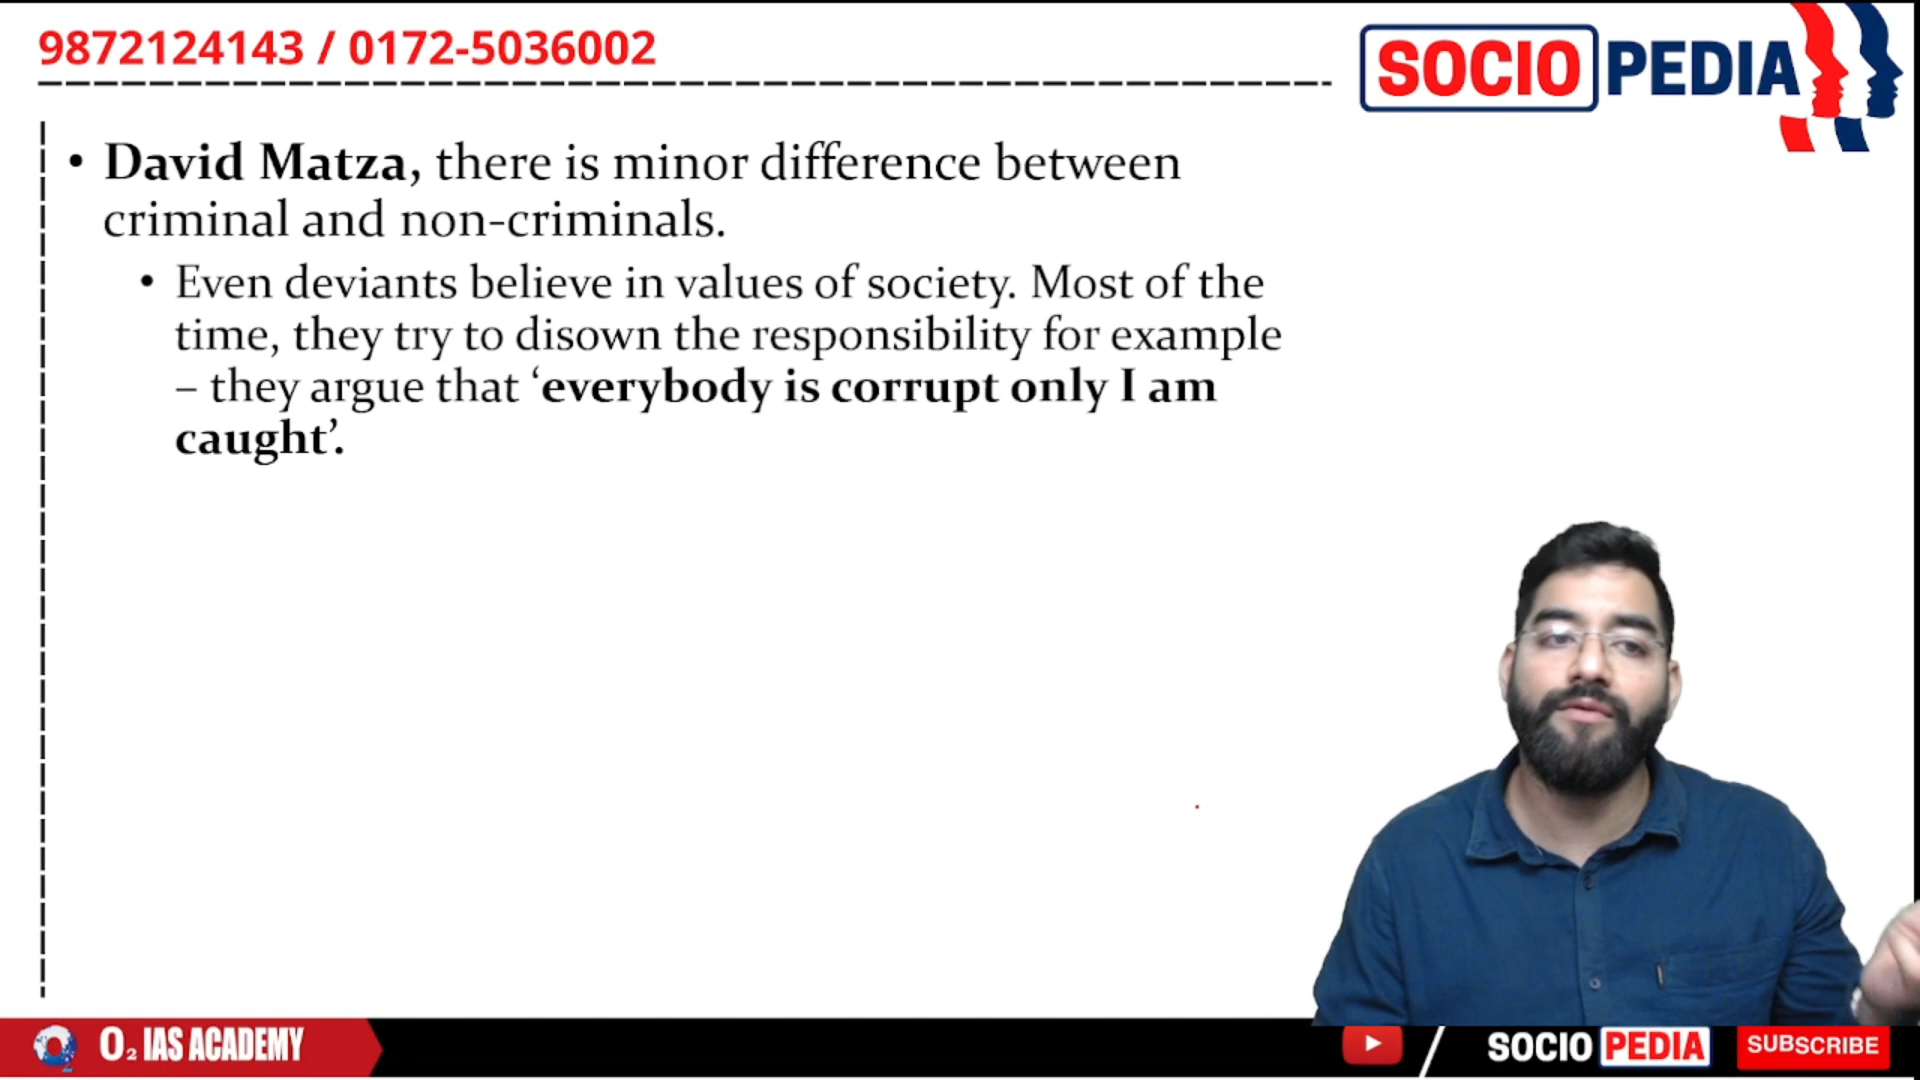 9872124143 / 0172-5036002
SOCIO PEDIA
• David Matza, there is minor difference between
criminal and non-criminals.
• Even deviants believe in values of society. Most of the
time, they try to disown the responsibility for example
– they argue that ‘everybody is corrupt only I am
caught’.
O2 IAS ACADEMY
SOCIO PEDIA
SUBSCRIBE